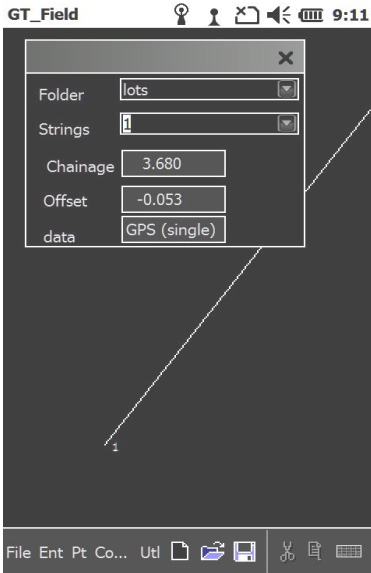 GT_Field 9:11
Folder lots
Strings 1
Chainage 3.680
Offset -0.053
data GPS (single)
1
File Ent Pt Co... Utl